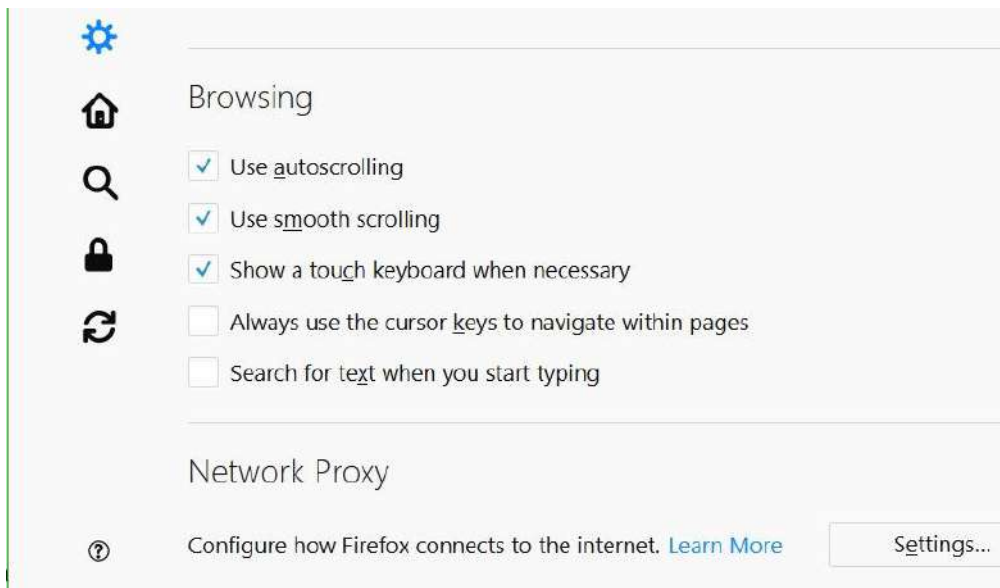 Browsing
Use autoscrolling
Use smooth scrolling
Show a touch keyboard when necessary
Always use the cursor keys to navigate within pages
Search for text when you start typing
Network Proxy
Configure how Firefox connects to the internet. Learn More Settings...